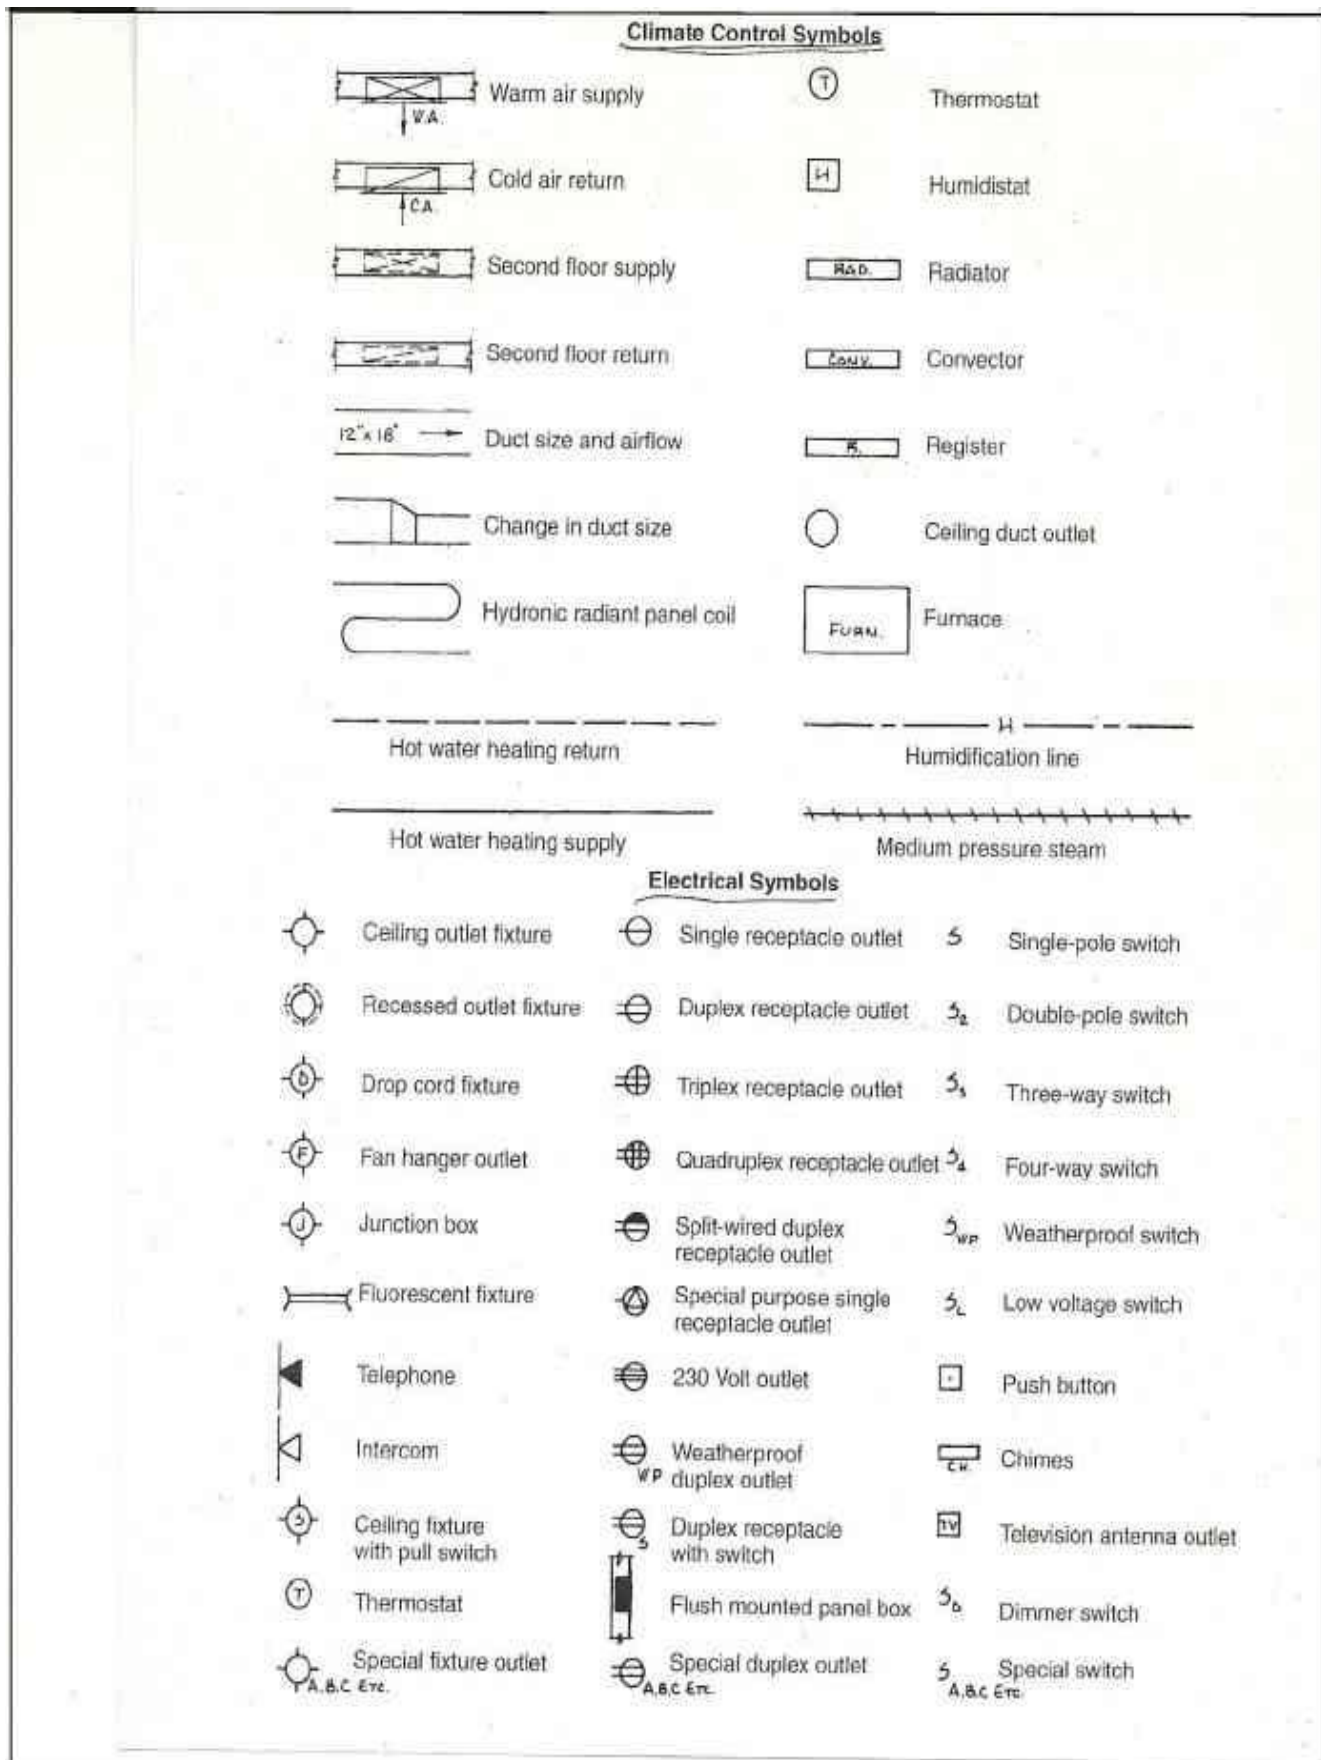 Climate Control Symbols
W.A.
Warm air supply
T
Thermostat
C.A.
Cold air return
H
Humidistat
Second floor supply
RAD.
Radiator
Second floor return
CONV.
Convector
12" x 18"
Duct size and airflow
R.
Register
Change in duct size
Ceiling duct outlet
Hydronic radiant panel coil
FURN.
Furnace
Hot water heating return
H
Humidification line
Hot water heating supply
Medium pressure steam
Electrical Symbols
Ceiling outlet fixture
Single receptacle outlet
S
Single-pole switch
Recessed outlet fixture
Duplex receptacle outlet
S2
Double-pole switch
D
Drop cord fixture
Triplex receptacle outlet
S3
Three-way switch
F
Fan hanger outlet
Quadruplex receptacle outlet
S4
Four-way switch
J
Junction box
Split-wired duplex
receptacle outlet
SWP
Weatherproof switch
Fluorescent fixture
Special purpose single
receptacle outlet
SL
Low voltage switch
Telephone
230 Volt outlet
Push button
Intercom
WP
Weatherproof
duplex outlet
CH.
Chimes
S
Ceiling fixture
with pull switch
S
Duplex receptacle
with switch
TV
Television antenna outlet
T
Thermostat
Flush mounted panel box
SD
Dimmer switch
A.B.C ETC.
Special fixture outlet
A.B.C ETC.
Special duplex outlet
S
A.B.C ETC.
Special switch